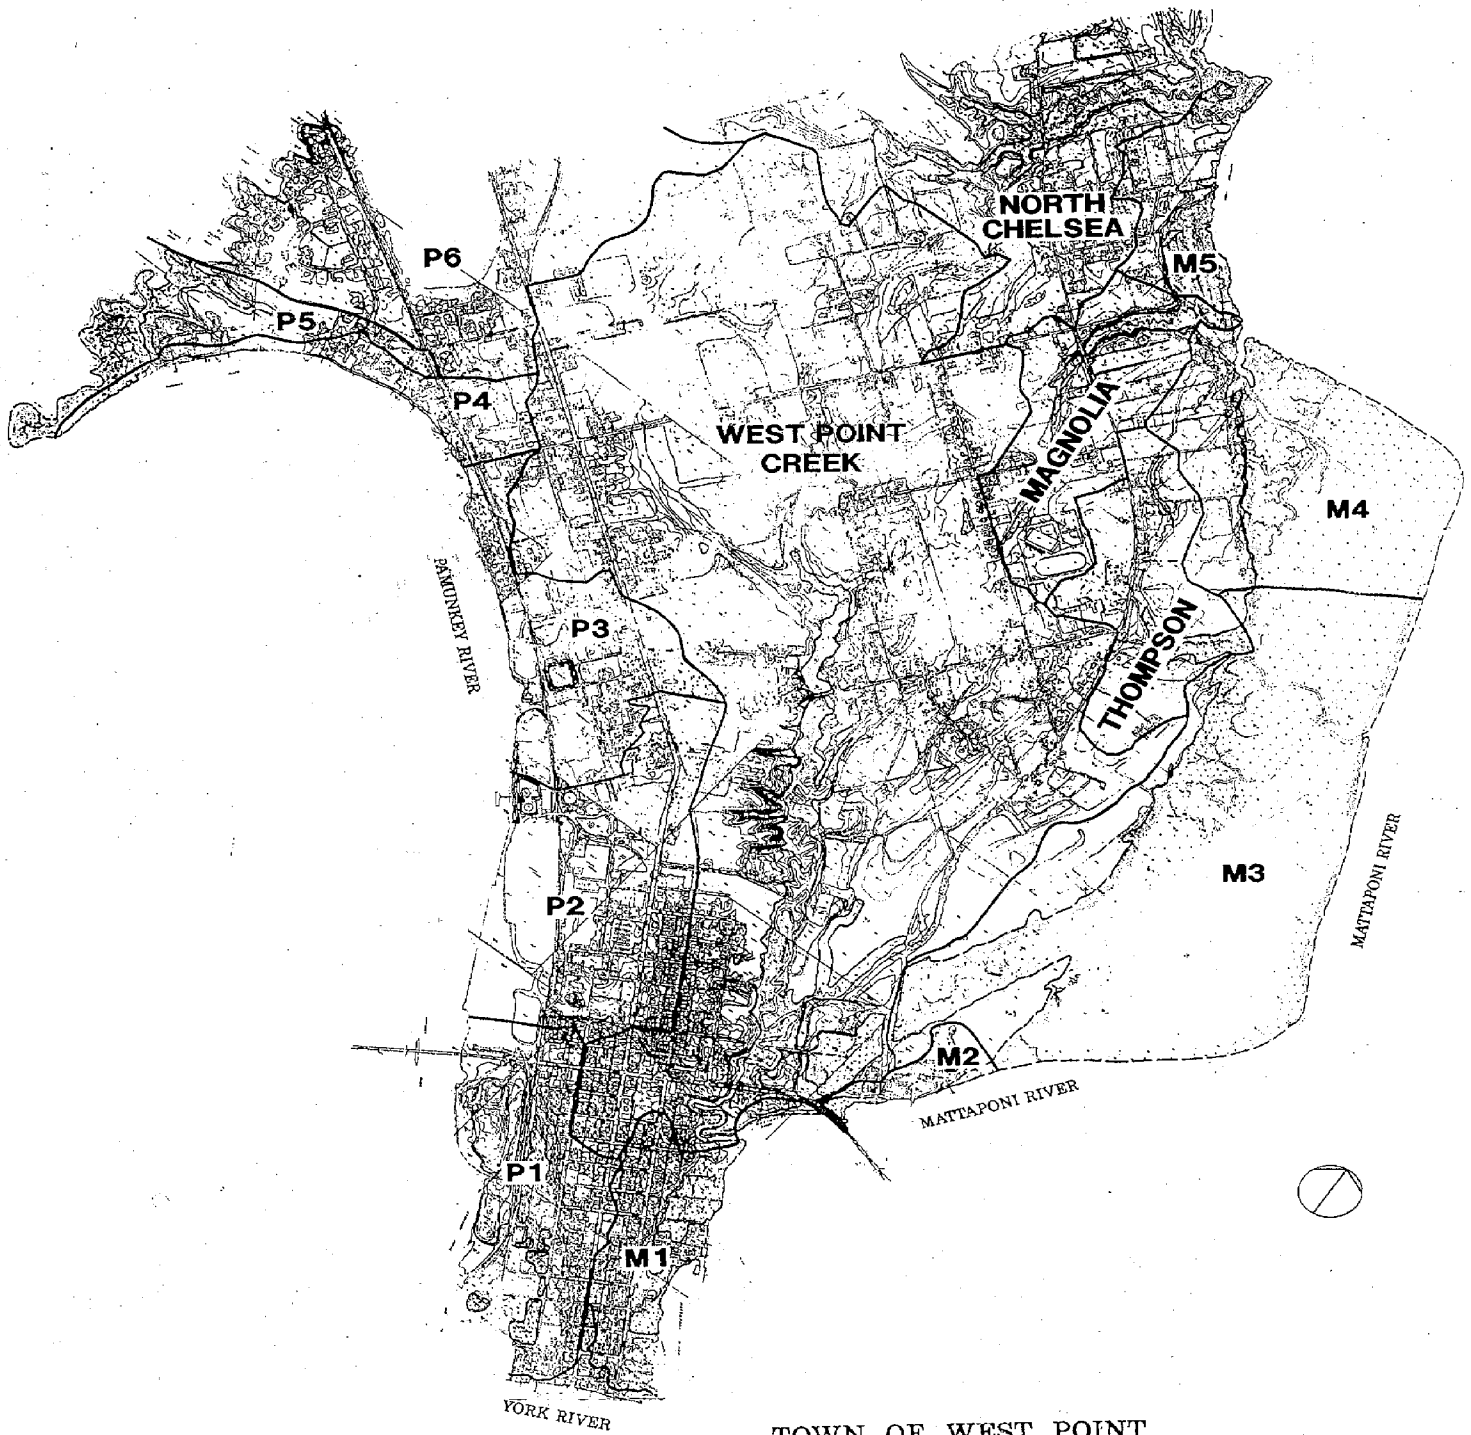 NORTH
CHELSEA
P6
M5
P5
P4
MAGNOLIA
WEST POINT
CREEK
M4
PAMUNKEY RIVER
P3
THOMPSON
M3
MATTAPONI RIVER
P2
M2
MATTAPONI RIVER
P1
M1
YORK RIVER
TOWN OF WEST POINT